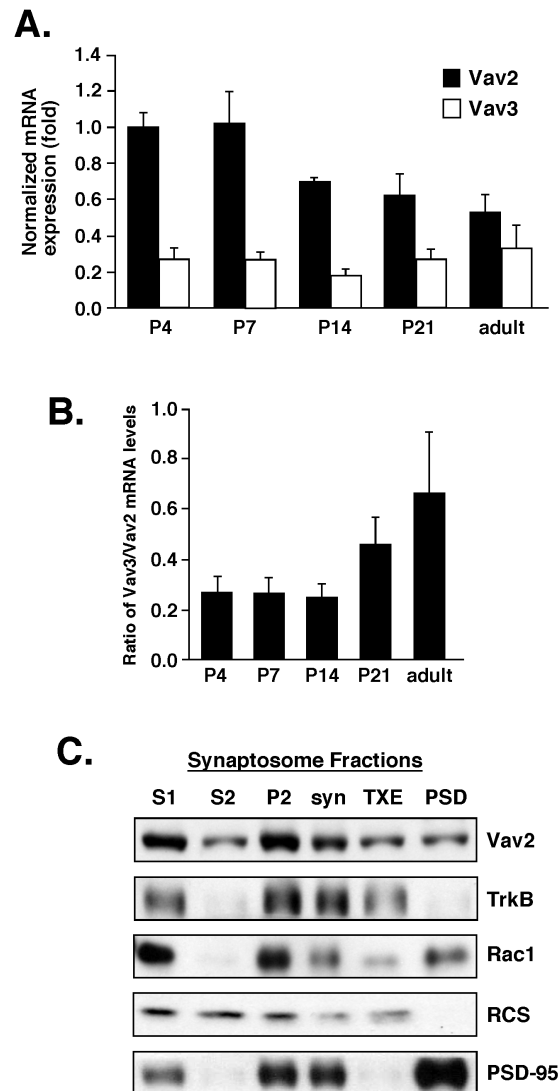 A.
Normalized mRNA
expression (fold)
1.4
1.2
1.0
0.8
0.6
0.4
0.2
0.0
Vav2
Vav3
P4 P7 P14 P21 adult
B.
Ratio of Vav3/Vav2 mRNA levels
1.0
0.8
0.6
0.4
0.2
0.0
P4 P7 P14 P21 adult
C.
Synaptosome Fractions
S1 S2 P2 syn TXE PSD
Vav2
TrkB
Rac1
RCS
PSD-95